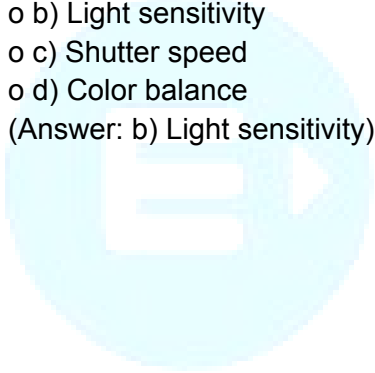 o b) Light sensitivity
o c) Shutter speed
o d) Color balance
(Answer: b) Light sensitivity)